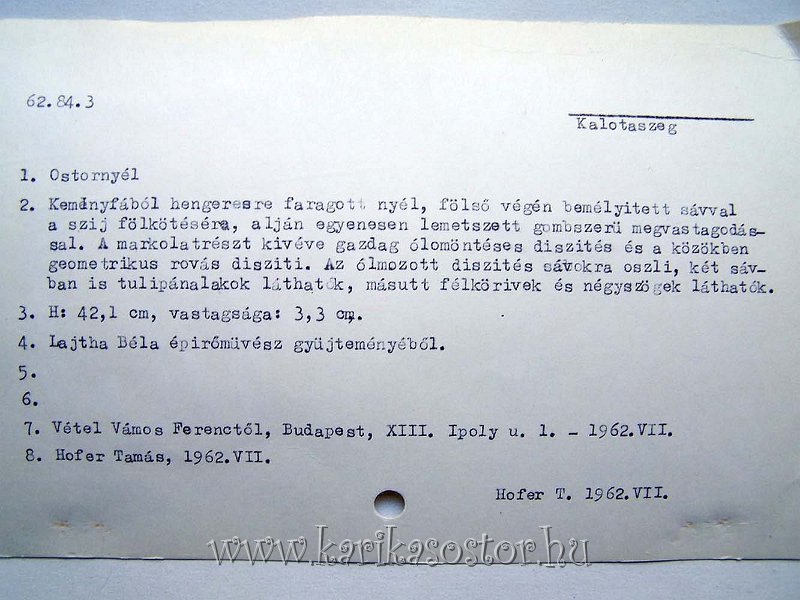 62.84.3
Kalotaszeg
1. Ostornyél
2. Keményfából hengeresre faragott nyél, fölső végén bemélyitett sávval
a szij fölkötésére, alján egyenesen lemetszett gombszerü megvastagodás-
sal. A markolatrészt kivéve gazdag ólomöntéses diszités és a közökben
geometrikus rovás disziti. Az ólmozott diszités sávokra oszli, két sáv-
ban is tulipánalakok láthatók, másutt félkörivek és négyszögek láthatók.
3. H: 42,1 cm, vastagsága: 3,3 cm.
4. Lajtha Béla épirőmüvész gyüjteményéből.
5.
6.
7. Vétel Vámos Ferenctől, Budapest, XIII. Ipoly u. 1. - 1962.VII.
8. Hofer Tamás, 1962.VII.
Hofer T. 1962.VII.
www.karikasostor.hu